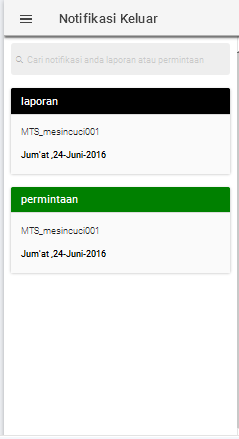 Notifikasi Keluar
Cari notifikasi anda laporan atau permintaan
laporan
MTS_mesincuci001
Jum'at ,24-Juni-2016
permintaan
MTS_mesincuci001
Jum'at ,24-Juni-2016